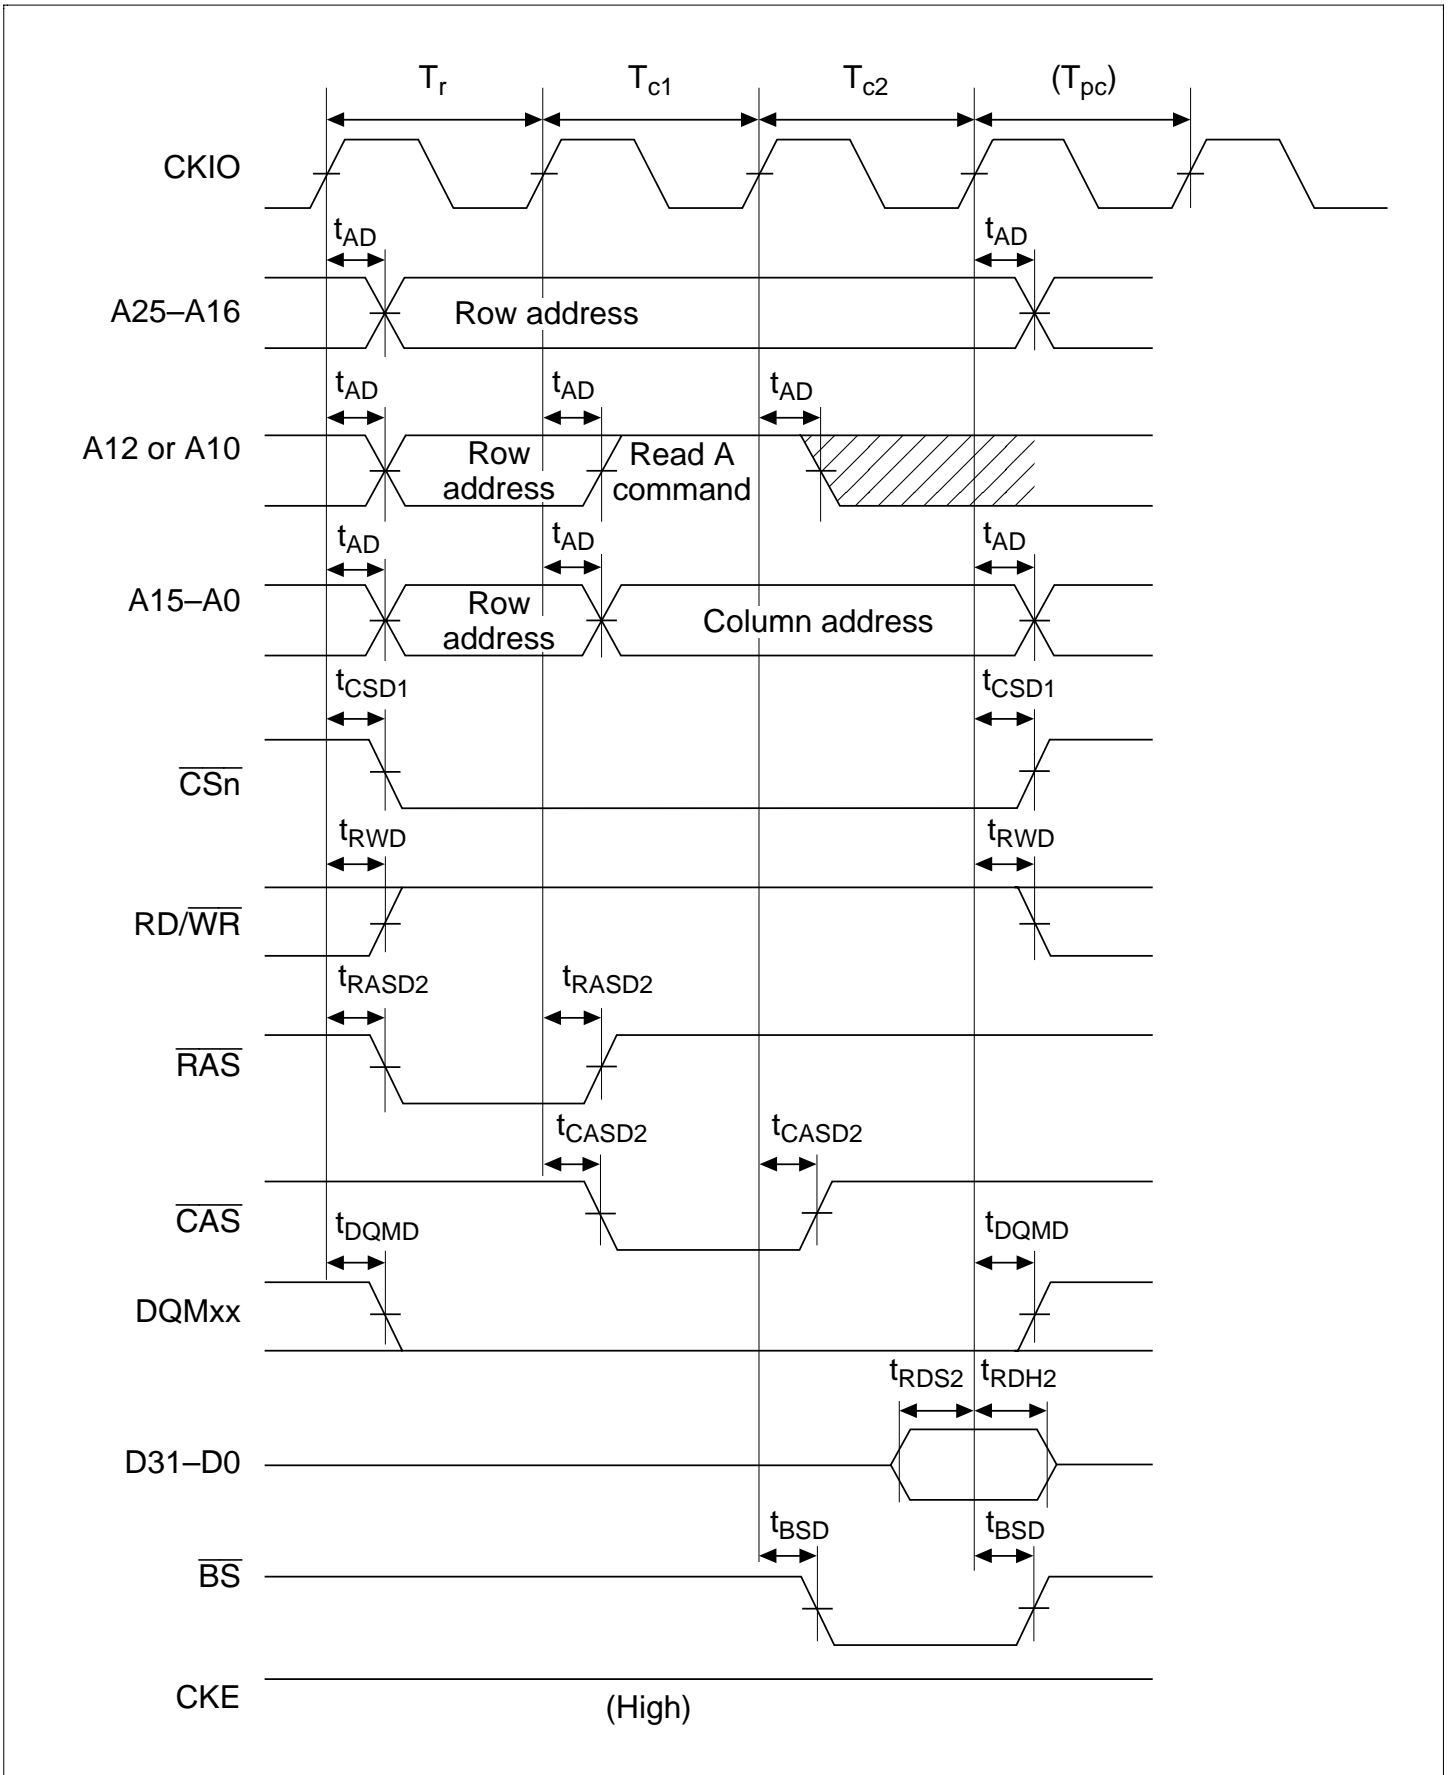 Tr Tc1 Tc2 (Tpc)
CKIO
tAD tAD
A25–A16 Row address
tAD tAD tAD
A12 or A10 Row address Read A command
tAD tAD tAD
A15–A0 Row address Column address
tCSD1 tCSD1
CSn
tRWD tRWD
RD/WR
tRASD2 tRASD2
RAS
tCASD2 tCASD2
CAS
tDQMD tDQMD
DQMxx
tRDS2 tRDH2
D31–D0
tBSD tBSD
BS
CKE (High)